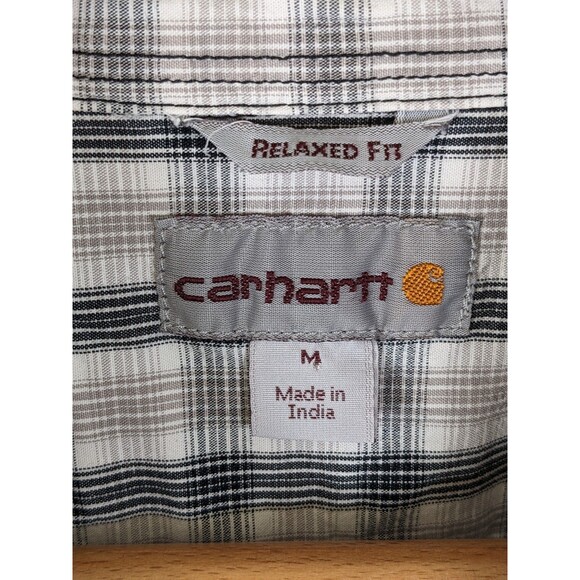 RELAXED FIT
carhartt
M
Made in
India